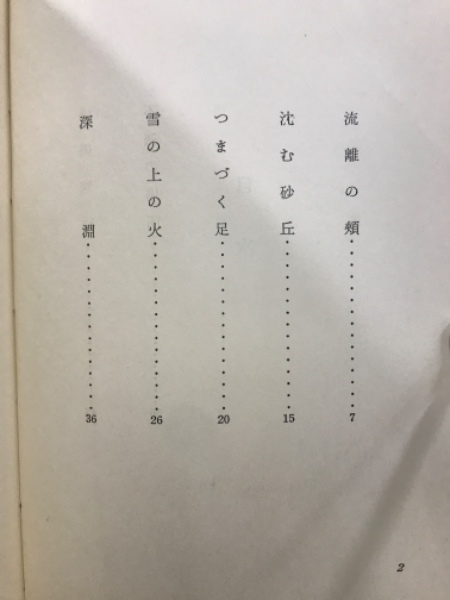 流離の頰 7
沈む砂丘 15
つまづく足 20
雪の上の火 26
深淵 36
2